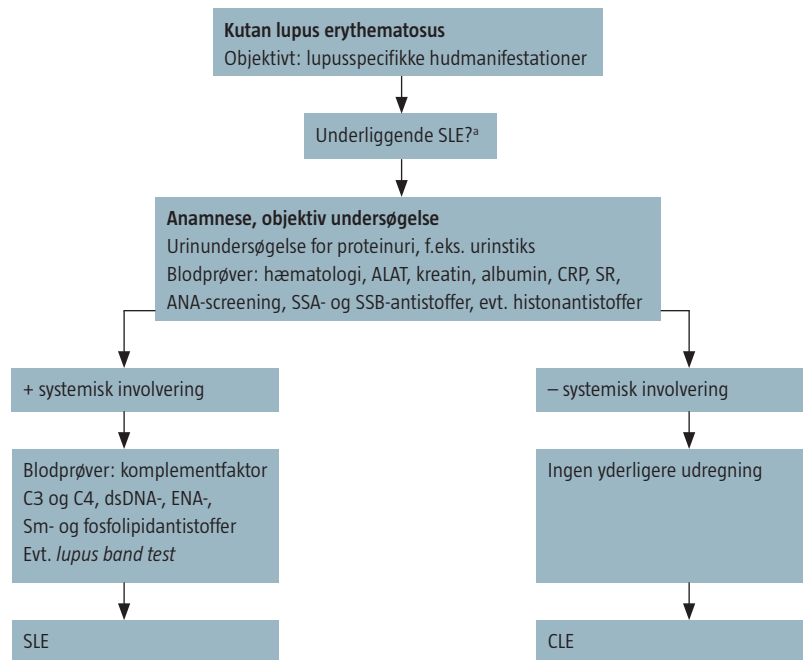 Kutan lupus erythematosus
Objektivt: lupusspecifikke hudmanifestationer
Underliggende SLE?ᵃ
Anamnese, objektiv undersøgelse
Urinundersøgelse for proteinuri, f.eks. urinstiks
Blodprøver: hæmatologi, ALAT, kreatin, albumin, CRP, SR,
ANA-screening, SSA- og SSB-antistoffer, evt. histonantistoffer
+ systemisk involvering
– systemisk involvering
Blodprøver: komplementfaktor
C3 og C4, dsDNA-, ENA-,
Sm- og fosfolipidantistoffer
Evt. lupus band test
Ingen yderligere udregning
SLE
CLE